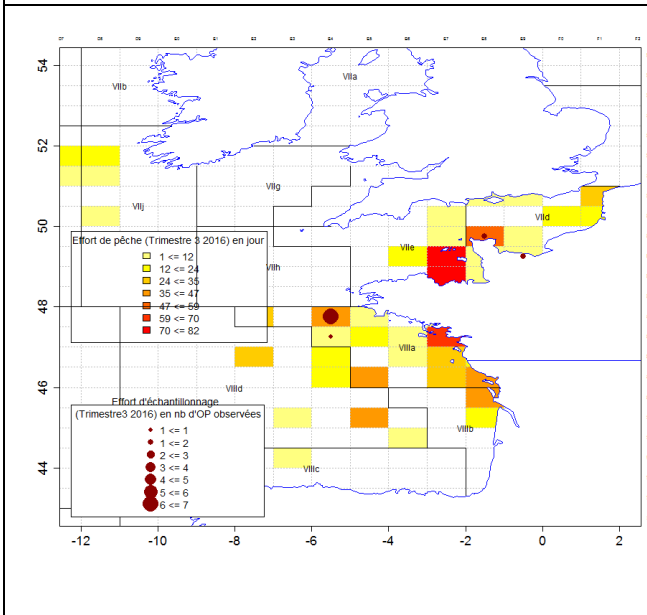 54
52
50
48
46
44
VIIb
VIIa
VIIg
VIIj
VIId
VIIe
VIIh
Effort de pêche (Trimestre 3 2016) en jour
1 <= 12
12 <= 24
24 <= 35
35 <= 47
47 <= 59
59 <= 70
70 <= 82
VIIIa
VIIId
VIIIb
VIIIc
Effort d'échantillonnage
(Trimestre3 2016) en nb d'OP observées
1 <= 1
1 <= 2
2 <= 3
3 <= 4
4 <= 5
5 <= 6
6 <= 7
-12 -10 -8 -6 -4 -2 0 2